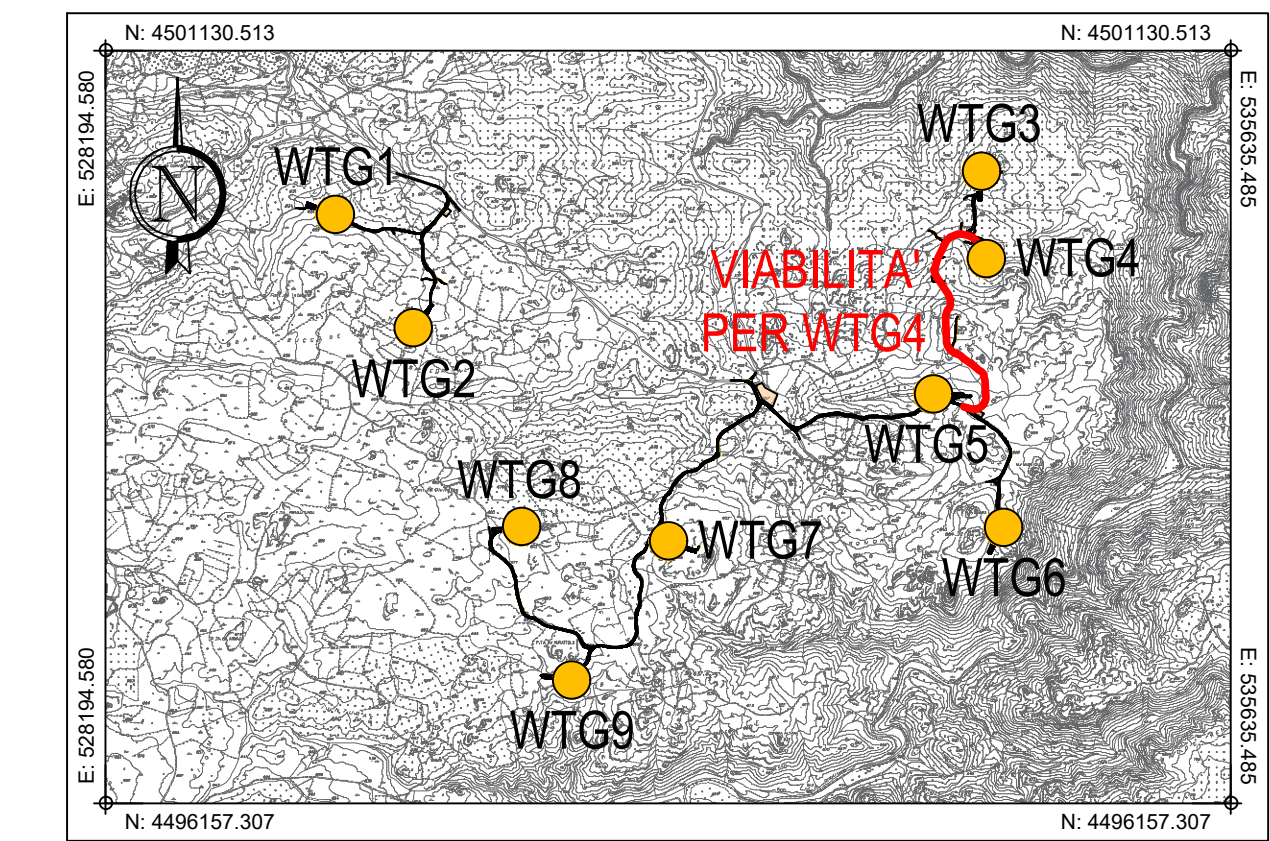 N: 4501130.513
N: 4501130.513
E: 528194.580
E: 535635.485
N
WTG3
WTG1
WTG4
VIABILITA'
PER WTG4
WTG2
WTG5
WTG8
WTG7
WTG6
WTG9
E: 528194.580
E: 535635.485
N: 4496157.307
N: 4496157.307